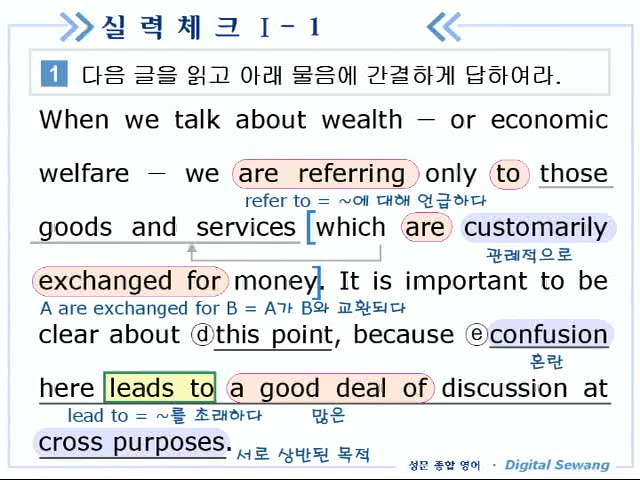 실 력 체 크 Ⅰ - 1
1 다음 글을 읽고 아래 물음에 간결하게 답하여라.
When we talk about wealth – or economic
welfare – we are referring only to those
refer to = ~에 대해 언급하다
goods and services [which are customarily
관례적으로
exchanged for money]. It is important to be
A are exchanged for B = A가 B와 교환되다
clear about ⓓthis point, because ⓔconfusion
혼란
here leads to a good deal of discussion at
lead to = ~를 초래하다 많은
cross purposes.
서로 상반된 목적
성문 종합 영어 · Digital Sewang